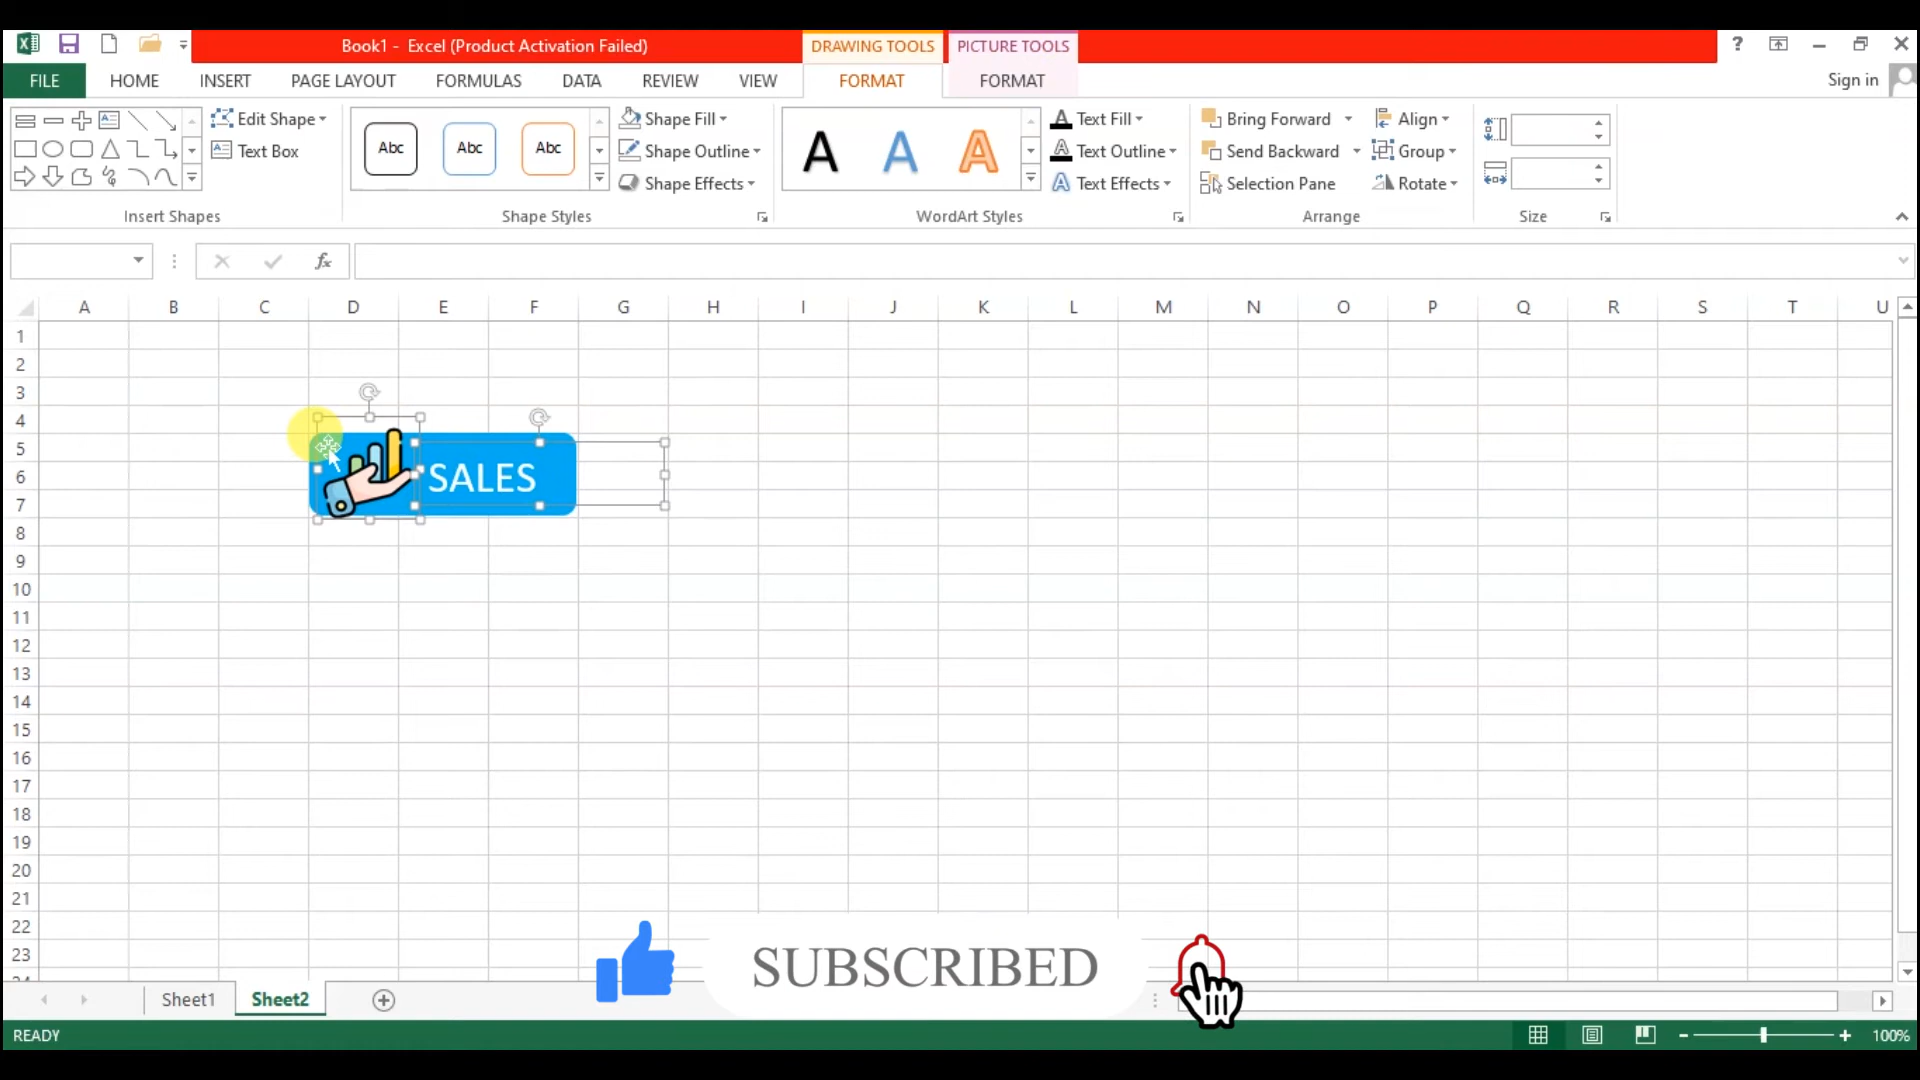 Book1 - Excel (Product Activation Failed)
DRAWING TOOLS
PICTURE TOOLS
?
FILE
HOME
INSERT
PAGE LAYOUT
FORMULAS
DATA
REVIEW
VIEW
FORMAT
FORMAT
Sign in
Edit Shape
Text Box
Insert Shapes
Abc
Abc
Abc
Shape Fill
Shape Outline
Shape Effects
Shape Styles
A
A
A
Text Fill
Text Outline
Text Effects
WordArt Styles
Bring Forward
Send Backward
Selection Pane
Align
Group
Rotate
Arrange
Size
fx
A B C D E F G H I J K L M N O P Q R S T U
1
2
3
4
5
6
7
8
9
10
11
12
13
14
15
16
17
18
19
20
21
22
23
24
SALES
SUBSCRIBED
Sheet1
Sheet2
READY
100%